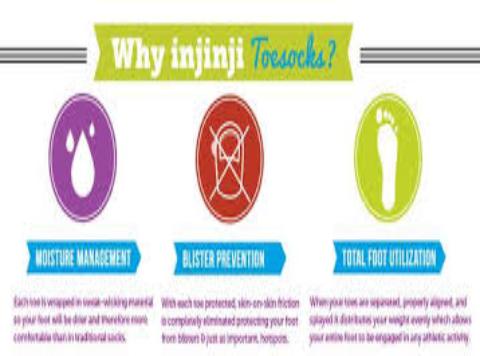 Why injinji Toesocks?
MOISTURE MANAGEMENT
BLISTER PREVENTION
TOTAL FOOT UTILIZATION
Each toe is wrapped in sweak-wisking material
so your foot will be drier and therefore more
comfortable than in traditional socks.
With each toe protected, skin-on-skin friction
is completely eliminated protecting your foot
from blisters & just as important, hotspots.
When your toes are separated, properly aligned, and
splayed it distributes your weight evenly which allows
your entire foot to be engaged in any athletic activity.